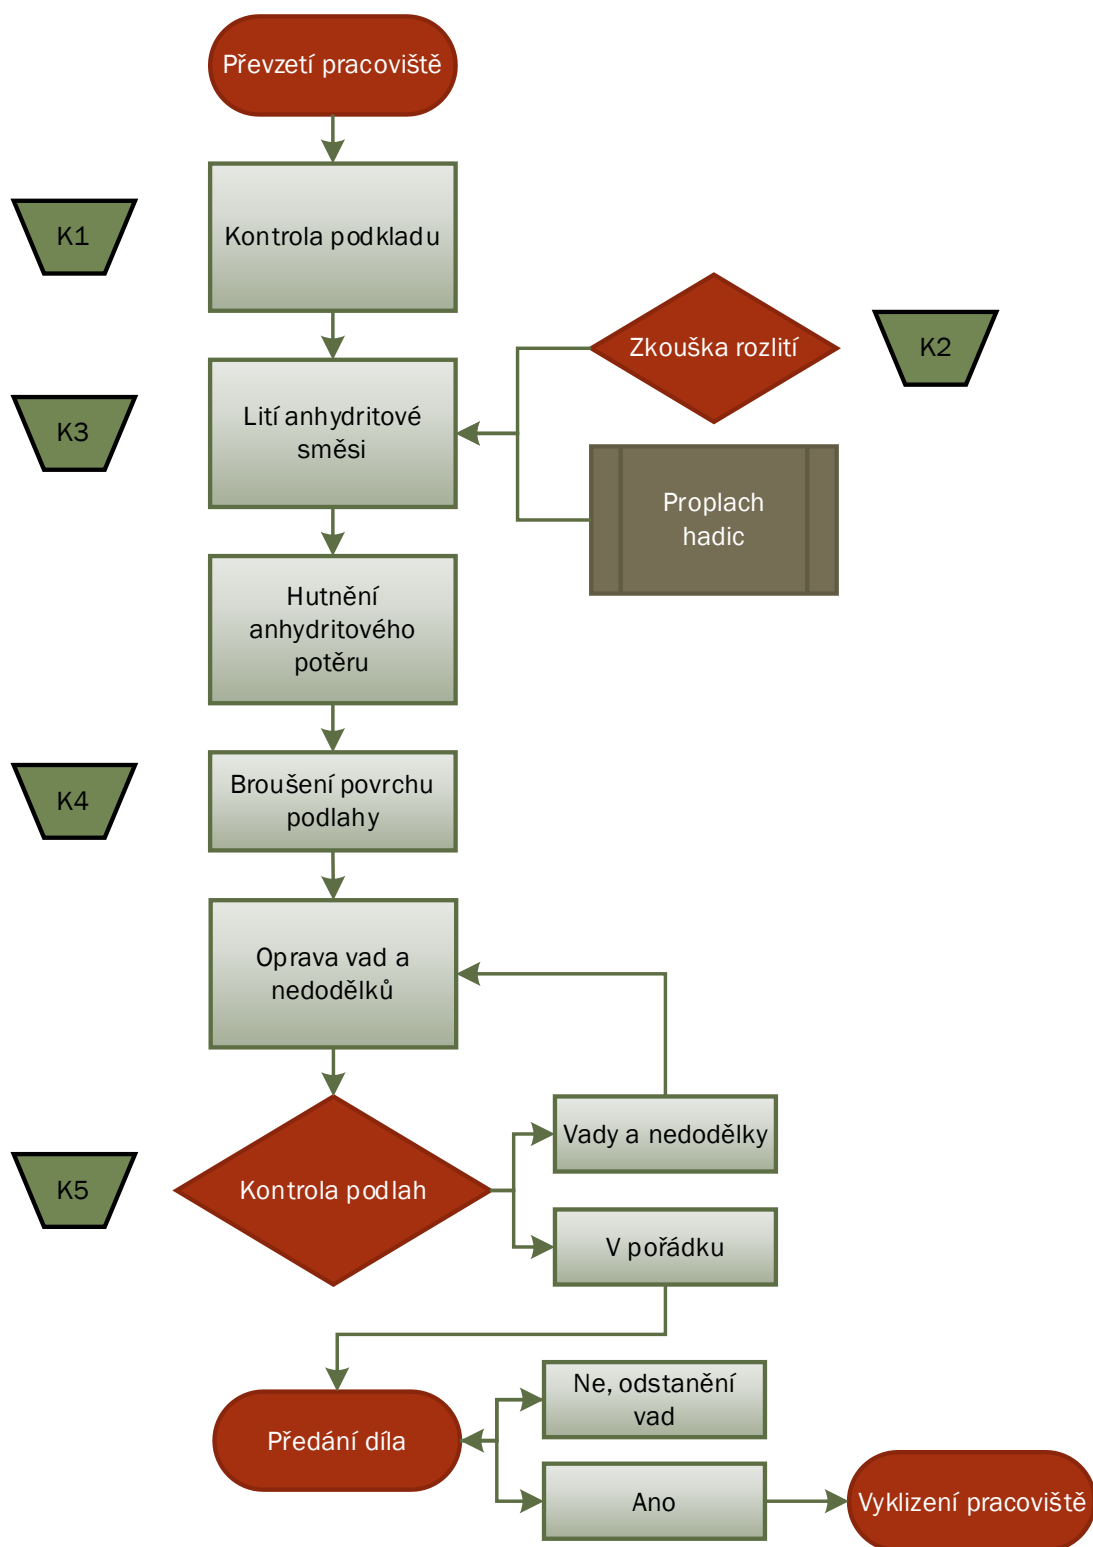 Převzetí pracoviště
K1
Kontrola podkladu
Zkouška rozlití
K2
K3
Lití anhydritové
směsi
Proplach
hadic
Hutnění
anhydritového
potěru
K4
Broušení povrchu
podlahy
Oprava vad a
nedodělků
Vady a nedodělky
K5
Kontrola podlah
V pořádku
Ne, odstanění
vad
Předání díla
Ano
Vyklizení pracoviště